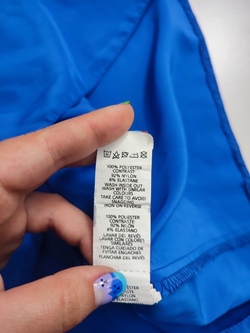 100% POLYESTER
CONTRAST:
92% NYLON
8% ELASTANE
WASH INSIDE OUT
WASH WITH SIMILAR
COLOURS
TAKE CARE TO AVOID
SNAGGING
IRON ON REVERSE
100% POLYESTER
CONTRASTE:
92% NYLON
8% ELASTANO
LAVAR DEL REVÉS
LAVAR CON COLORES
SIMILARES
TENGA CUIDADO DE
EVITAR ENGANCHES
PLANCHAR DEL REVÉS